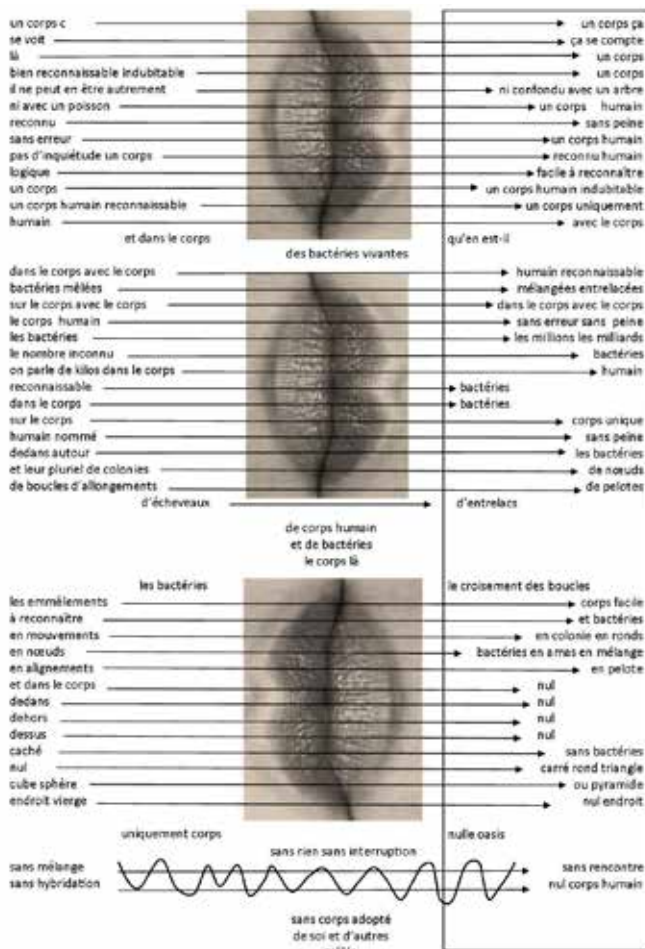 un corps c un corps ça
se voit ça se compte
là un corps
bien reconnaissable indubitable un corps
il ne peut en être autrement ni confondu avec un arbre
ni avec un poisson un corps humain
reconnu sans peine
sans erreur un corps humain
pas d'inquiétude un corps reconnu humain
logique facile à reconnaître
un corps un corps humain indubitable
un corps humain reconnaissable un corps uniquement
humain avec le corps
et dans le corps qu'en est-il
des bactéries vivantes
dans le corps avec le corps humain reconnaissable
bactéries mêlées mélangées entrelacées
sur le corps avec le corps dans le corps avec le corps
le corps humain sans erreur sans peine
les bactéries les millions les milliards
le nombre inconnu bactéries
on parle de kilos dans le corps humain
reconnaissable bactéries
dans le corps bactéries
sur le corps corps unique
humain nommé sans peine
dedans autour les bactéries
et leur pluriel de colonies de nœuds
de boucles d'allongements de pelotes
d'écheveaux d'entrelacs
de corps humain
et de bactéries
le corps là
les bactéries le croisement des boucles
les emmêlements corps facile
à reconnaître et bactéries
en mouvements en colonie en ronds
en nœuds bactéries en amas en mélange
en alignements en pelote
et dans le corps nul
dedans nul
dehors nul
dessus nul
caché sans bactéries
nul carré rond triangle
cube sphère ou pyramide
endroit vierge nul endroit
uniquement corps nulle oasis
sans rien sans interruption
sans mélange sans rencontre
sans hybridation nul corps humain
sans corps adopté
de soi et d'autres